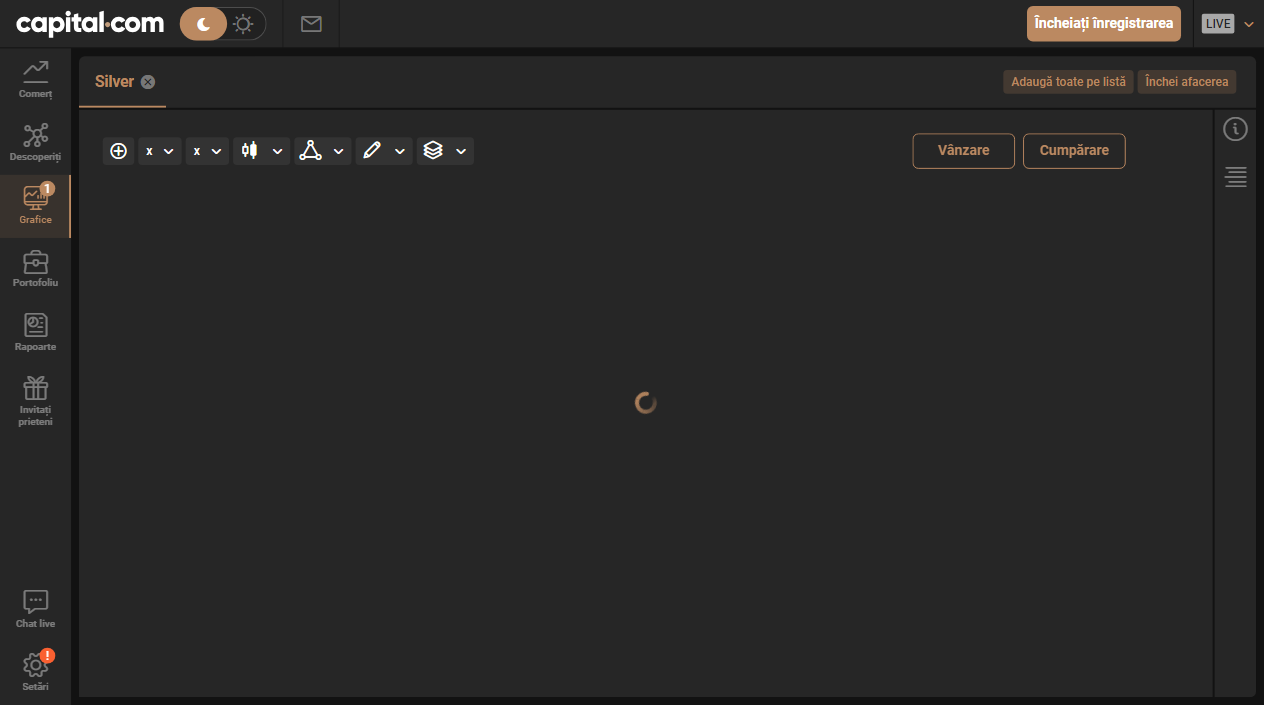 capital.com
Încheiați înregistrarea
LIVE
Comerț
Descoperiți
1
Grafice
Portofoliu
Rapoarte
Invitați
prieteni
Chat live
!
Setări
Silver
Adaugă toate pe listă
Închei afacerea
x
x
Vânzare
Cumpărare